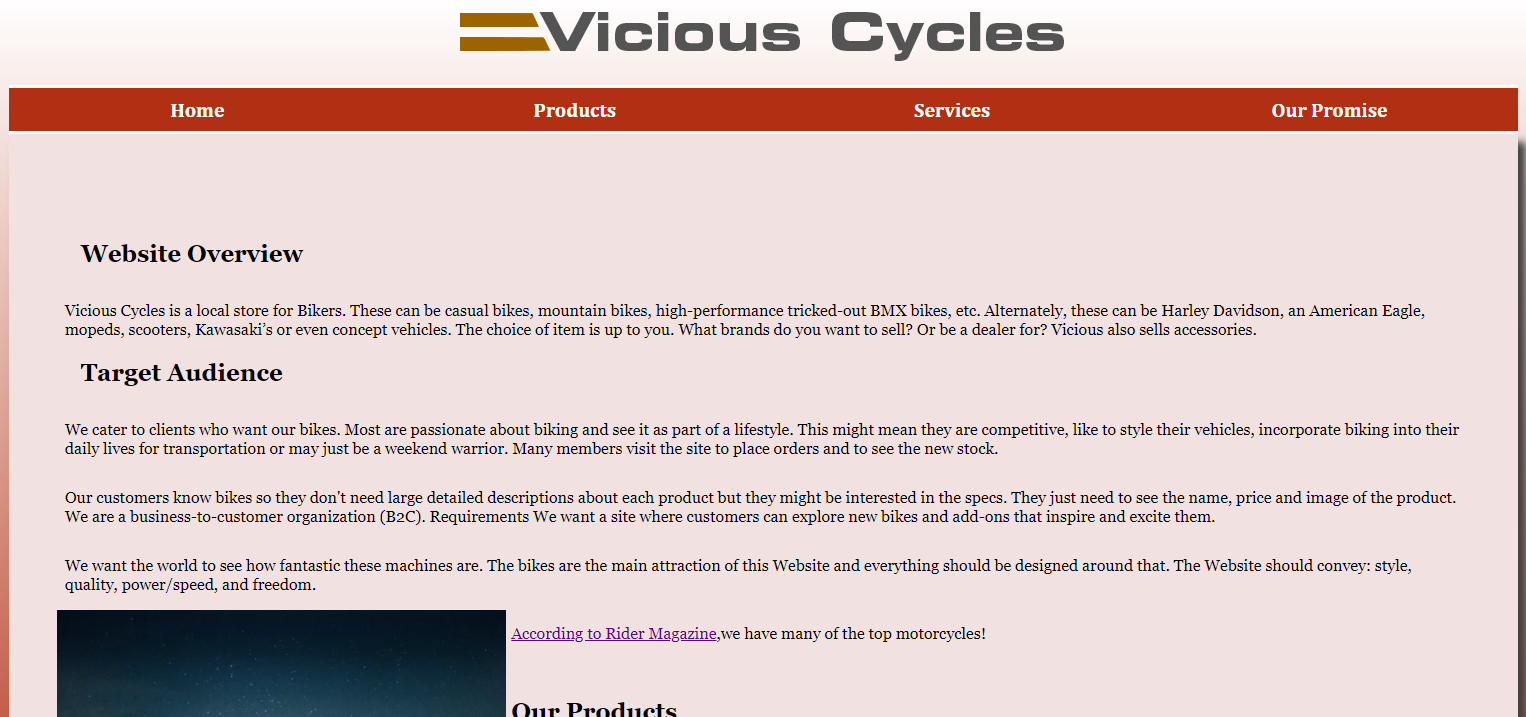 Vicious Cycles
Home Products Services Our Promise
Website Overview
Vicious Cycles is a local store for Bikers. These can be casual bikes, mountain bikes, high-performance tricked-out BMX bikes, etc. Alternately, these can be Harley Davidson, an American Eagle,
mopeds, scooters, Kawasaki's or even concept vehicles. The choice of item is up to you. What brands do you want to sell? Or be a dealer for? Vicious also sells accessories.
Target Audience
We cater to clients who want our bikes. Most are passionate about biking and see it as part of a lifestyle. This might mean they are competitive, like to style their vehicles, incorporate biking into their
daily lives for transportation or may just be a weekend warrior. Many members visit the site to place orders and to see the new stock.
Our customers know bikes so they don't need large detailed descriptions about each product but they might be interested in the specs. They just need to see the name, price and image of the product.
We are a business-to-customer organization (B2C). Requirements We want a site where customers can explore new bikes and add-ons that inspire and excite them.
We want the world to see how fantastic these machines are. The bikes are the main attraction of this Website and everything should be designed around that. The Website should convey: style,
quality, power/speed, and freedom.
According to Rider Magazine,we have many of the top motorcycles!
Our Products